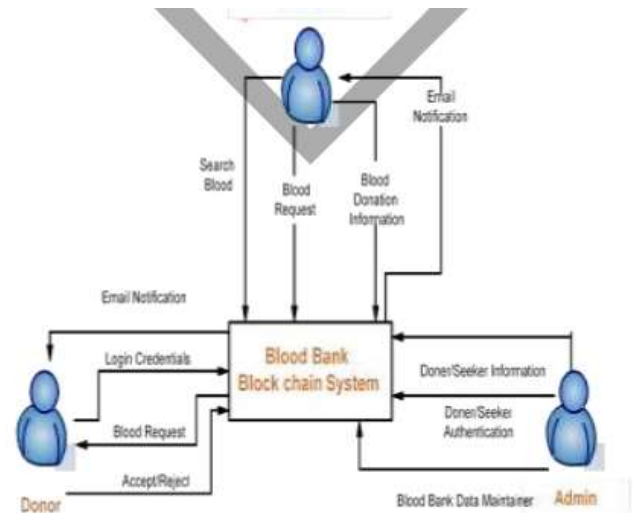 Email
Notification
Search
Blood
Blood
Request
Blood
Donation
Information
Email Notification
Blood Bank
Block chain System
Login Credentials
Doner/Seeker Information
Blood Request
Doner/Seeker
Authentication
Accept/Reject
Donor
Blood Bank Data Maintainer
Admin